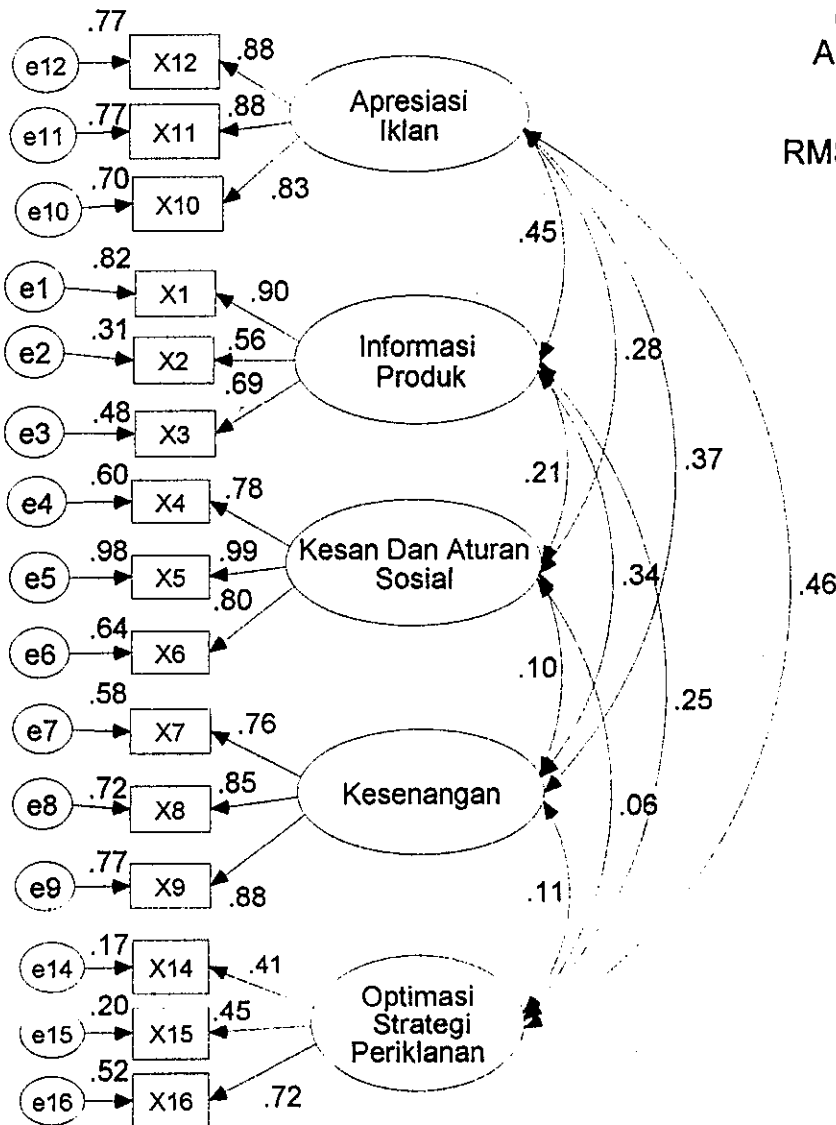 .77
e12 X12 .88
A
.77
e11 X11 .88
Apresiasi
Iklan
RMS
.70
e10 X10 .83
.45
.82
e1 X1 .90
.31
e2 X2 .56
Informasi
Produk
.28
.69
.48
e3 X3
.37
.21
.60
e4 X4 .78
.98
e5 X5 .99
Kesan Dan Aturan
Sosial
.34
.46
.80
.64
e6 X6
.10
.25
.58
e7 X7 .76
.72
e8 X8 .85
Kesenangan
.06
.77
e9 X9 .88
.11
.17
e14 X14 .41
.20
e15 X15 .45
Optimasi
Strategi
Periklanan
.52
e16 X16 .72